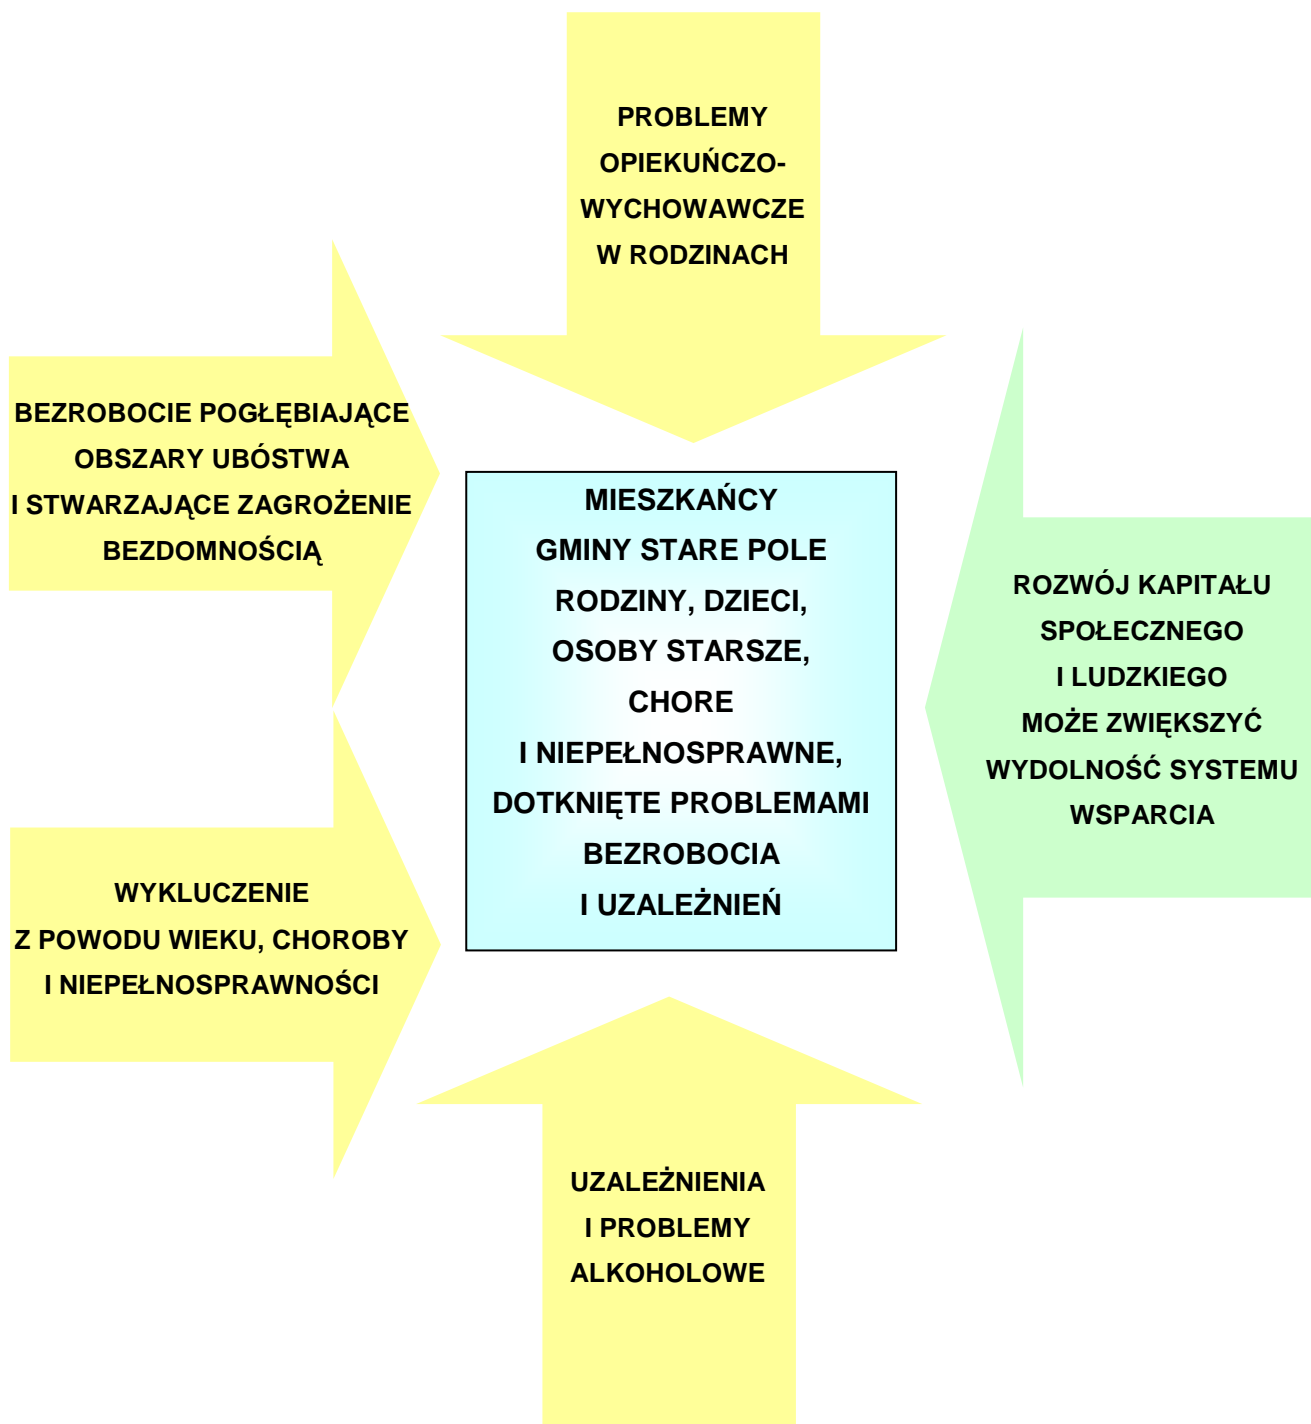 PROBLEMY
OPIEKUŃCZO-
WYCHOWAWCZE
W RODZINACH
BEZROBOCIE POGŁĘBIAJĄCE
OBSZARY UBÓSTWA
I STWARZAJĄCE ZAGROŻENIE
BEZDOMNOŚCIĄ
MIESZKAŃCY
GMINY STARE POLE
RODZINY, DZIECI,
OSOBY STARSZE,
CHORE
I NIEPEŁNOSPRAWNE,
DOTKNIĘTE PROBLEMAMI
BEZROBOCIA
I UZALEŻNIEŃ
ROZWÓJ KAPITAŁU
SPOŁECZNEGO
I LUDZKIEGO
MOŻE ZWIĘKSZYĆ
WYDOLNOŚĆ SYSTEMU
WSPARCIA
WYKLUCZENIE
Z POWODU WIEKU, CHOROBY
I NIEPEŁNOSPRAWNOŚCI
UZALEŻNIENIA
I PROBLEMY
ALKOHOLOWE